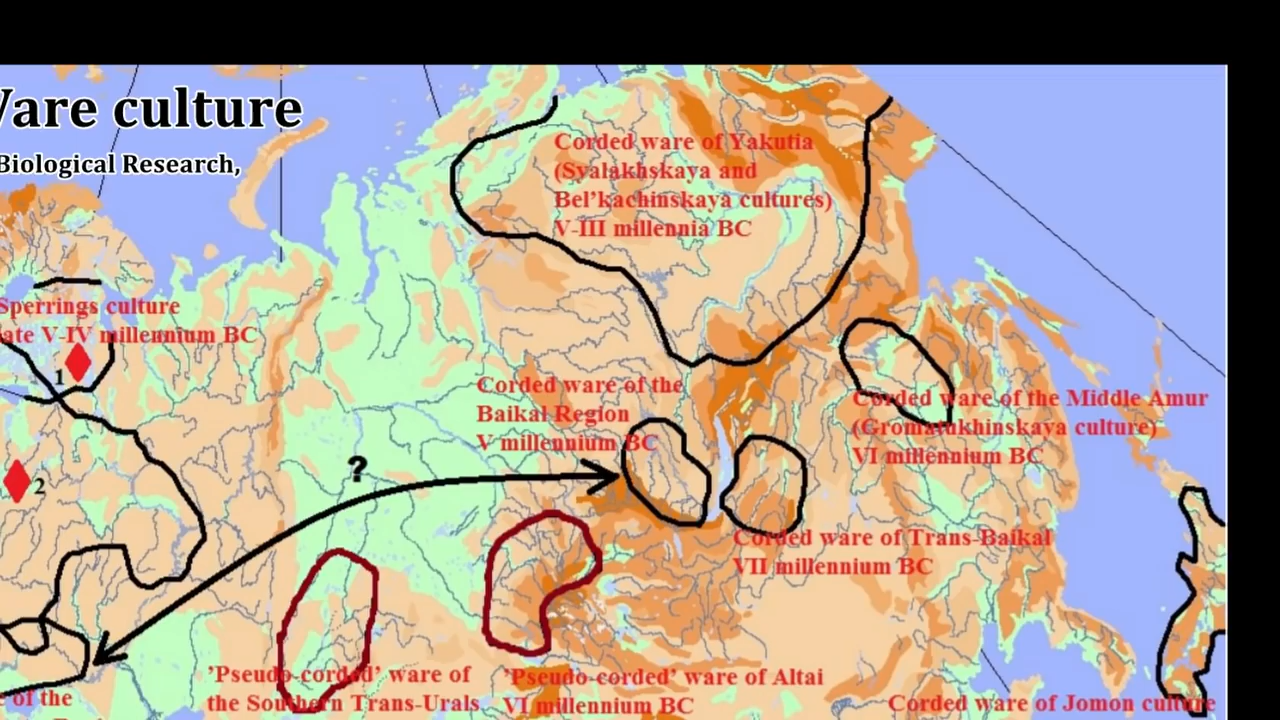 Ware culture
Biological Research,
Corded ware of Yakutia
(Syalakhskaya and
Bel'kachinskaya cultures)
V-III millennia BC
Sperrings culture
late V-IV millennium BC
1
Corded ware of the
Baikal Region
V millennium BC
Corded ware of the Middle Amur
(Gromatukhinskaya culture)
VI millennium BC
?
2
Corded ware of Trans-Baikal
VII millennium BC
'Pseudo-corded' ware of
the Southern Trans-Urals
'Pseudo-corded' ware of Altai
VI millennium BC
of the
Corded ware of Jomon culture